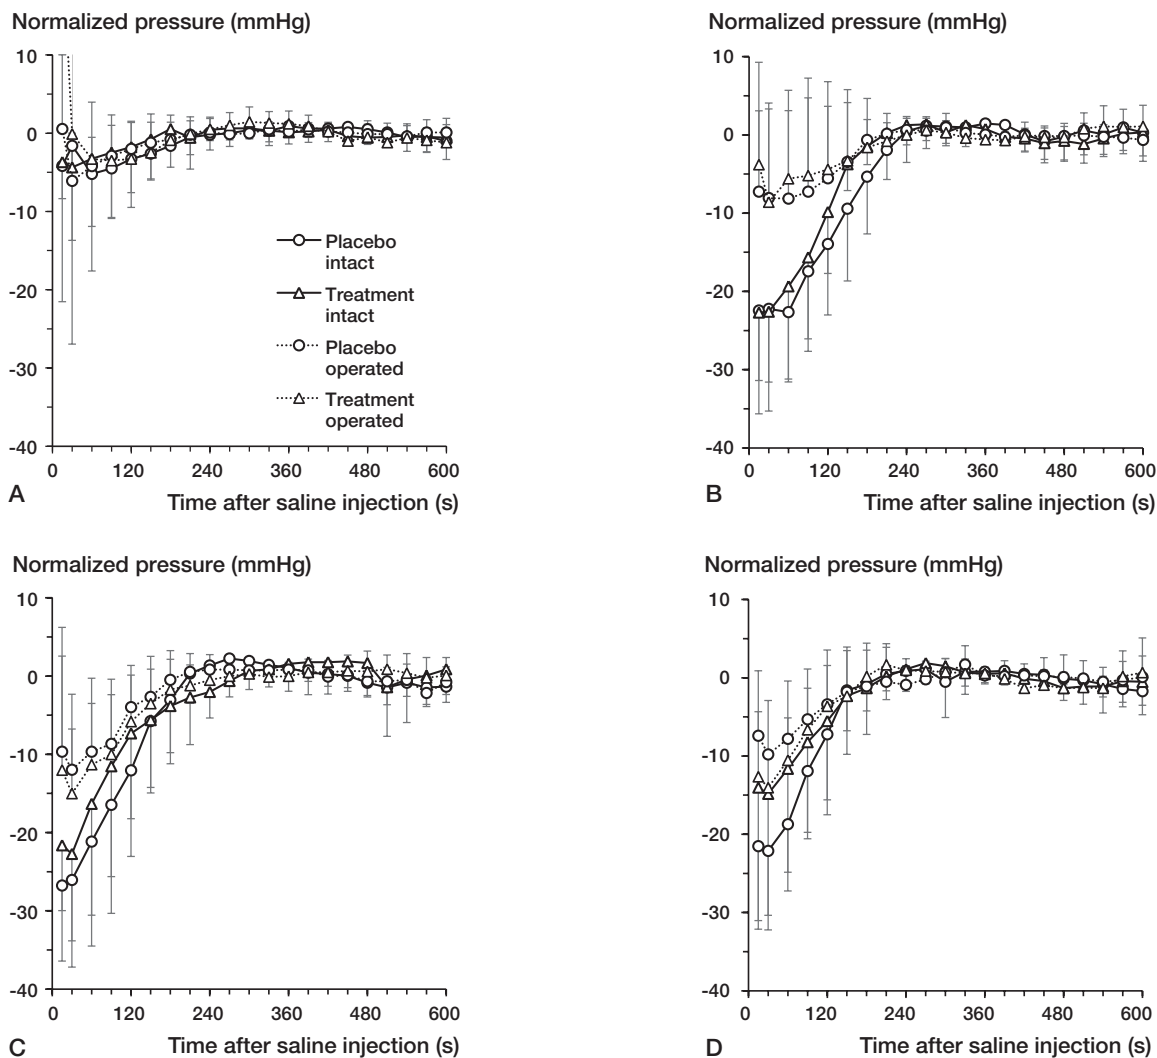 Normalized pressure (mmHg)
10
0
-10
-20
-30
-40
0 120 240 360 480 600
Placebo
intact
Treatment
intact
Placebo
operated
Treatment
operated
A
Time after saline injection (s)
Normalized pressure (mmHg)
10
0
-10
-20
-30
-40
0 120 240 360 480 600
B
Time after saline injection (s)
Normalized pressure (mmHg)
10
0
-10
-20
-30
-40
0 120 240 360 480 600
C
Time after saline injection (s)
Normalized pressure (mmHg)
10
0
-10
-20
-30
-40
0 120 240 360 480 600
D
Time after saline injection (s)